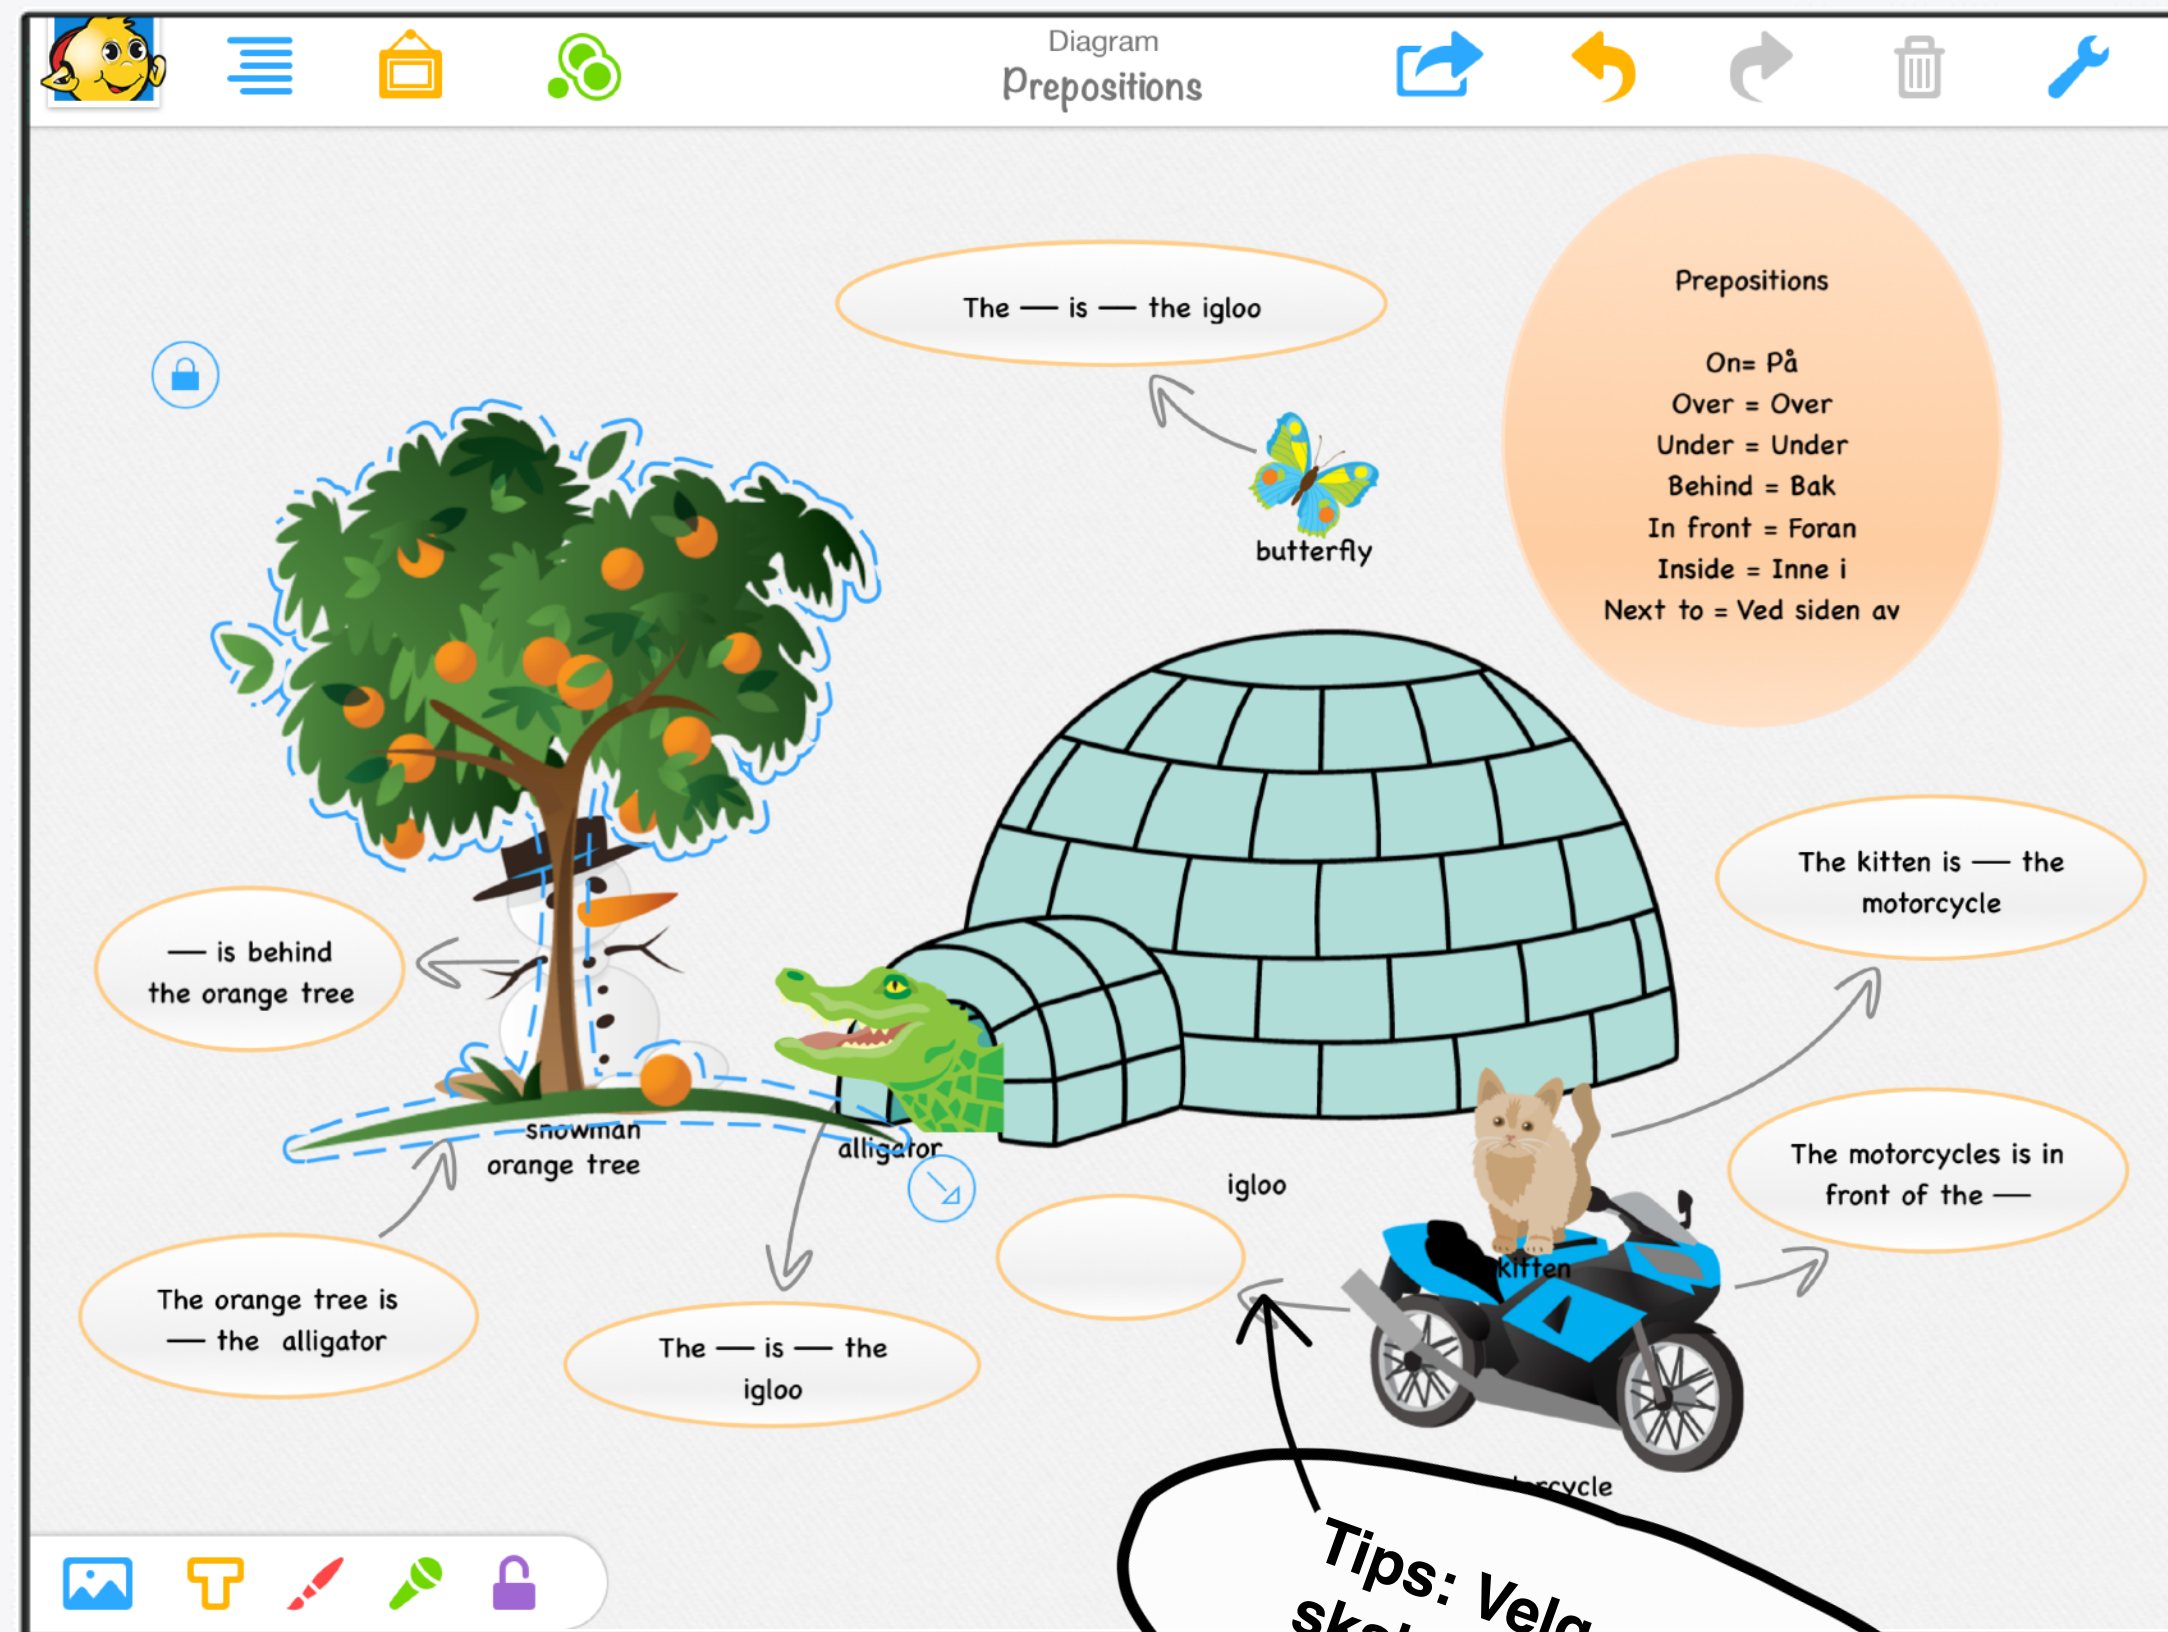 Diagram
Prepositions
The — is — the igloo
Prepositions
On= På
Over = Over
Under = Under
Behind = Bak
In front = Foran
Inside = Inne i
Next to = Ved siden av
butterfly
The kitten is — the
motorcycle
— is behind
the orange tree
snowman
orange tree
alligator
igloo
The motorcycles is in
front of the —
kitten
The orange tree is
— the alligator
The — is — the
igloo
Tips: Velg